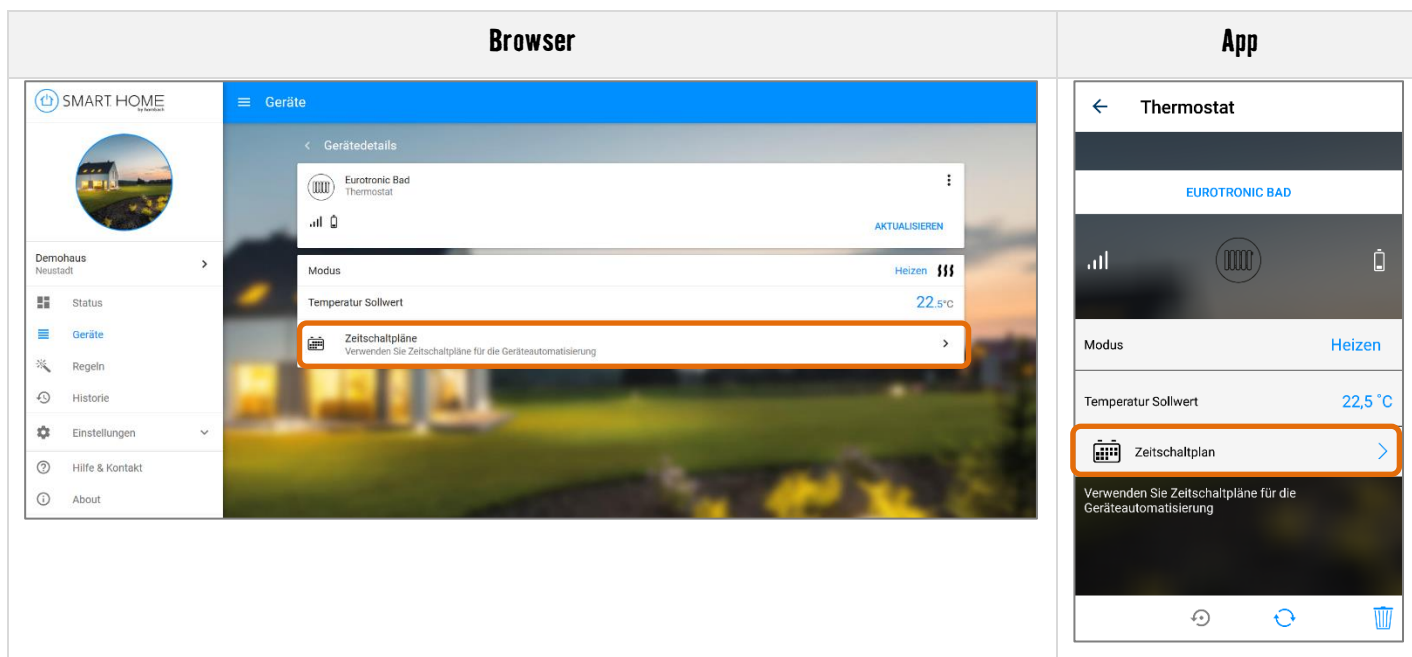 Browser
App
SMART HOME
by hornbach
Geräte
Gerätedetails
Eurotronic Bad
Thermostat
AKTUALISIEREN
Demohaus
Neustadt
Modus
Heizen
Temperatur Sollwert
22.5°C
Zeitschaltpläne
Verwenden Sie Zeitschaltpläne für die Geräteautomatisierung
Status
Geräte
Regeln
Historie
Einstellungen
Hilfe & Kontakt
About
Thermostat
EUROTRONIC BAD
Modus
Heizen
Temperatur Sollwert
22,5 °C
Zeitschaltplan
Verwenden Sie Zeitschaltpläne für die
Geräteautomatisierung